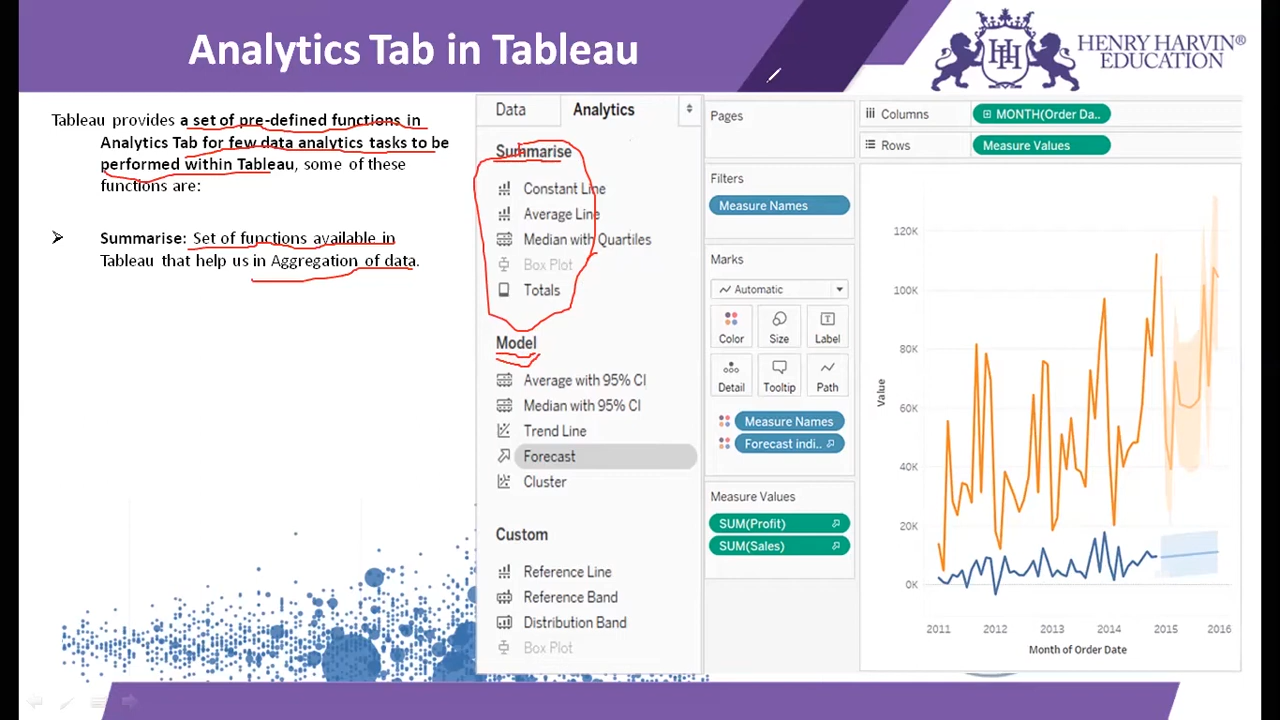 Analytics Tab in Tableau
HENRY HARVIN®
EDUCATION
Tableau provides a set of pre-defined functions in
Analytics Tab for few data analytics tasks to be
performed within Tableau, some of these
functions are:
Summarise: Set of functions available in
Tableau that help us in Aggregation of data.
Data
Analytics
Summarise
Constant Line
Average Line
Median with Quartiles
Box Plot
Totals
Model
Average with 95% CI
Median with 95% CI
Trend Line
Forecast
Cluster
Custom
Reference Line
Reference Band
Distribution Band
Box Plot
Pages
Filters
Measure Names
Marks
Automatic
Color
Size
Label
Detail
Tooltip
Path
Measure Names
Forecast indi..
Measure Values
SUM(Profit)
SUM(Sales)
Columns
MONTH(Order Da..
Rows
Measure Values
Value
120K
100K
80K
60K
40K
20K
0K
2011
2012
2013
2014
2015
2016
Month of Order Date